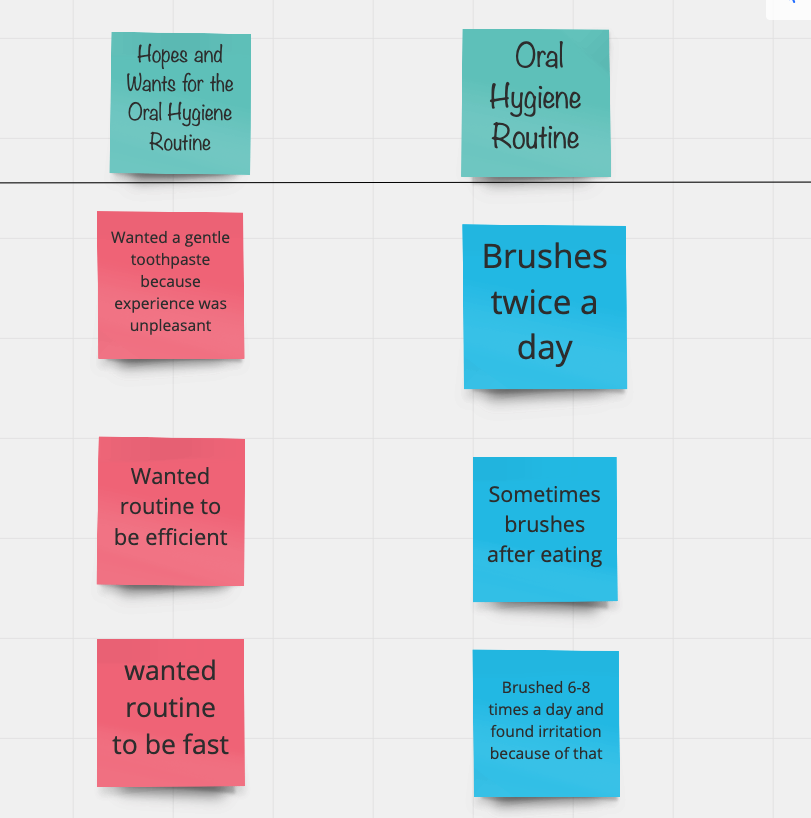 Hopes and
Wants for the
Oral Hygiene
Routine
Oral
Hygiene
Routine
Wanted a gentle
toothpaste
because
experience was
unpleasant
Brushes
twice a
day
Wanted
routine to
be efficient
Sometimes
brushes
after eating
wanted
routine
to be fast
Brushed 6-8
times a day and
found irritation
because of that